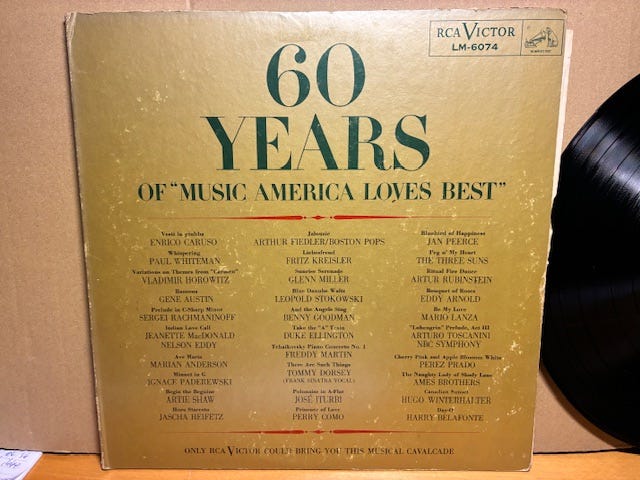 RCA VICTOR
LM-6074
60
YEARS
OF "MUSIC AMERICA LOVES BEST"
Vesti la giubba
ENRICO CARUSO
Whispering
PAUL WHITEMAN
Variations on Themes from "Carmen"
VLADIMIR HOROWITZ
Ramona
GENE AUSTIN
Prelude in C-Sharp Minor
SERGEI RACHMANINOFF
Indian Love Call
JEANETTE MacDONALD
NELSON EDDY
Ave Maria
MARIAN ANDERSON
Minuet in G
IGNACE PADEREWSKI
Begin the Beguine
ARTIE SHAW
Hora Staccato
JASCHA HEIFETZ
Jalousie
ARTHUR FIEDLER/BOSTON POPS
Liebesfreud
FRITZ KREISLER
Sunrise Serenade
GLENN MILLER
Blue Danube Waltz
LEOPOLD STOKOWSKI
And the Angels Sing
BENNY GOODMAN
Take the "A" Train
DUKE ELLINGTON
Tchaikovsky Piano Concerto No. 1
FREDDY MARTIN
There Are Such Things
TOMMY DORSEY
(FRANK SINATRA VOCAL)
Polonaise in A-Flat
JOSÉ ITURBI
Prisoner of Love
PERRY COMO
Bluebird of Happiness
JAN PEERCE
Peg o' My Heart
THE THREE SUNS
Ritual Fire Dance
ARTUR RUBINSTEIN
Bouquet of Roses
EDDY ARNOLD
Be My Love
MARIO LANZA
"Lohengrin" Prelude, Act III
ARTURO TOSCANINI
NBC SYMPHONY
Cherry Pink and Apple Blossom White
PEREZ PRADO
The Naughty Lady of Shady Lane
AMES BROTHERS
Canadian Sunset
HUGO WINTERHALTER
Day-O
HARRY BELAFONTE
ONLY RCA VICTOR COULD BRING YOU THIS MUSICAL CAVALCADE